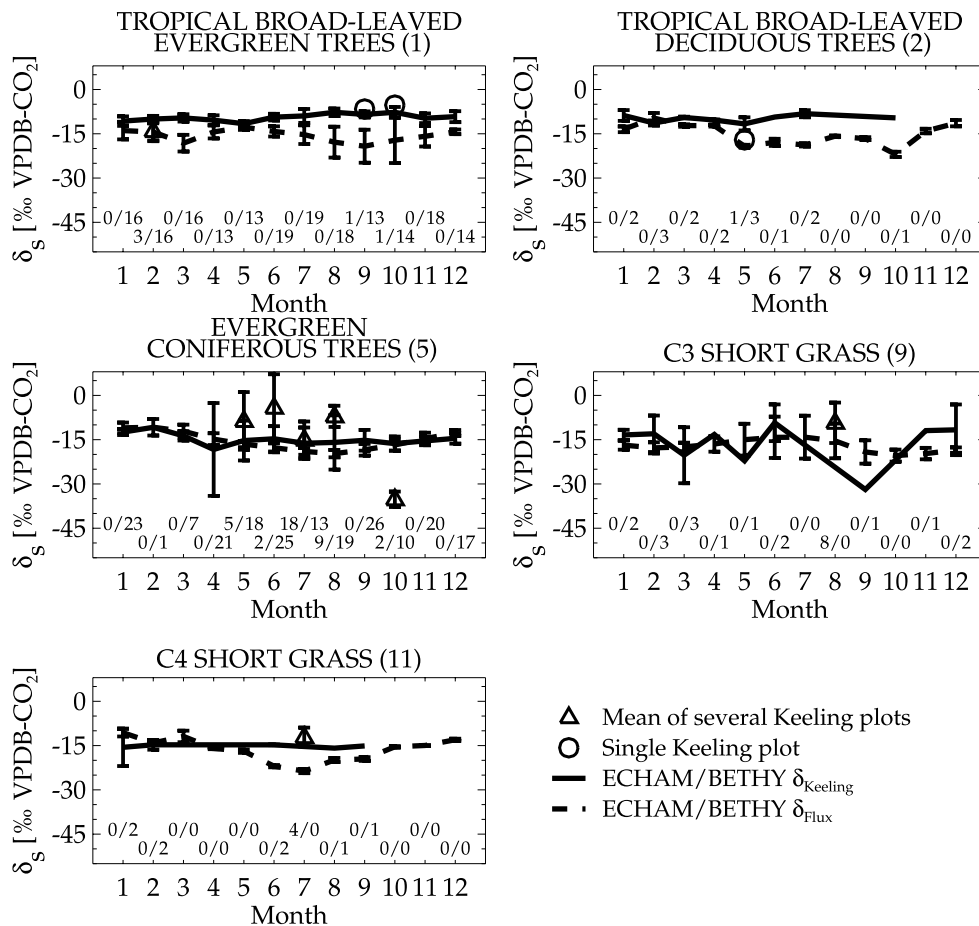 TROPICAL BROAD-LEAVED
EVERGREEN TREES (1)
δs [‰ VPDB-CO2]
0
-15
-30
-45
0/16 0/16 0/13 0/19 1/13 0/18
3/16 0/13 0/19 0/18 1/14 0/14
1 2 3 4 5 6 7 8 9 10 11 12
Month
TROPICAL BROAD-LEAVED
DECIDUOUS TREES (2)
δs [‰ VPDB-CO2]
0
-15
-30
-45
0/2 0/2 1/3 0/2 0/0 0/0
0/3 0/2 0/1 0/0 0/1 0/0
1 2 3 4 5 6 7 8 9 10 11 12
Month
EVERGREEN
CONIFEROUS TREES (5)
δs [‰ VPDB-CO2]
0
-15
-30
-45
0/23 0/7 5/18 18/13 0/26 0/20
0/1 0/21 2/25 9/19 2/10 0/17
1 2 3 4 5 6 7 8 9 10 11 12
Month
C3 SHORT GRASS (9)
δs [‰ VPDB-CO2]
0
-15
-30
-45
0/2 0/3 0/1 0/0 0/1 0/1
0/3 0/1 0/2 8/0 0/0 0/2
1 2 3 4 5 6 7 8 9 10 11 12
Month
C4 SHORT GRASS (11)
δs [‰ VPDB-CO2]
0
-15
-30
-45
0/2 0/0 0/0 4/0 0/1 0/0
0/2 0/0 0/2 0/1 0/0 0/0
1 2 3 4 5 6 7 8 9 10 11 12
Month
Mean of several Keeling plots
Single Keeling plot
ECHAM/BETHY δKeeling
ECHAM/BETHY δFlux